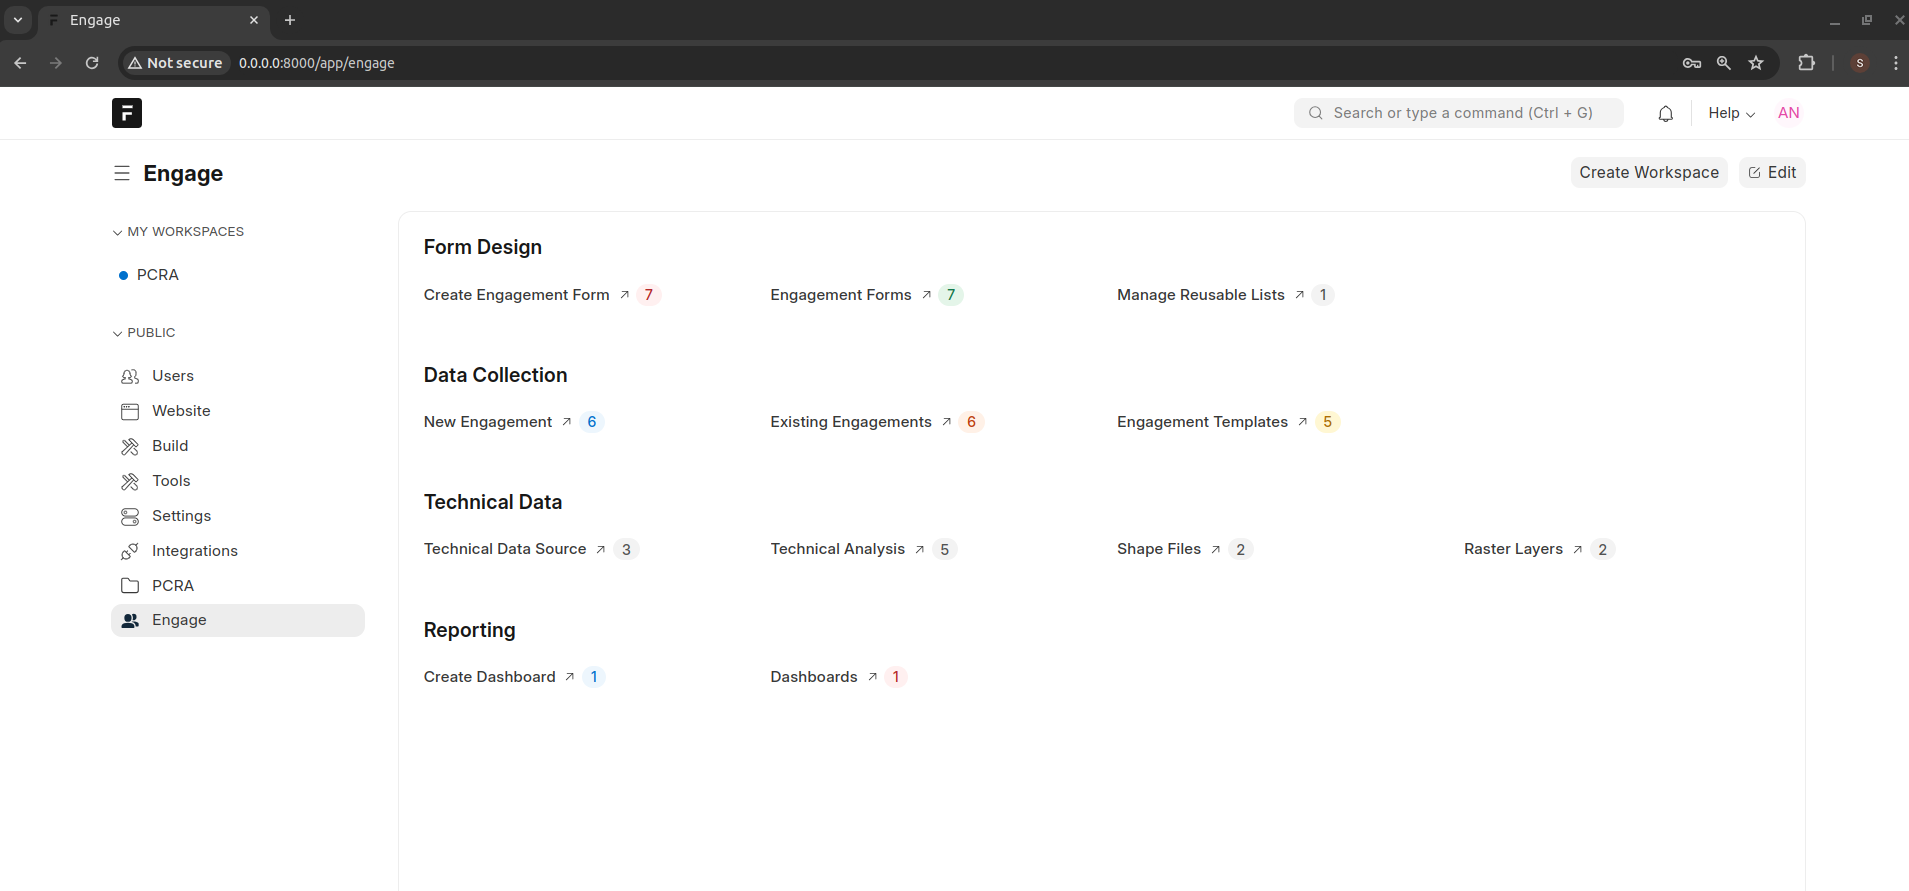 Engage
Not secure 0.0.0.0:8000/app/engage
S
Search or type a command (Ctrl + G)
Help
AN
Engage
Create Workspace
Edit
MY WORKSPACES
PCRA
PUBLIC
Users
Website
Build
Tools
Settings
Integrations
PCRA
Engage
Form Design
Create Engagement Form 7
Engagement Forms 7
Manage Reusable Lists 1
Data Collection
New Engagement 6
Existing Engagements 6
Engagement Templates 5
Technical Data
Technical Data Source 3
Technical Analysis 5
Shape Files 2
Raster Layers 2
Reporting
Create Dashboard 1
Dashboards 1